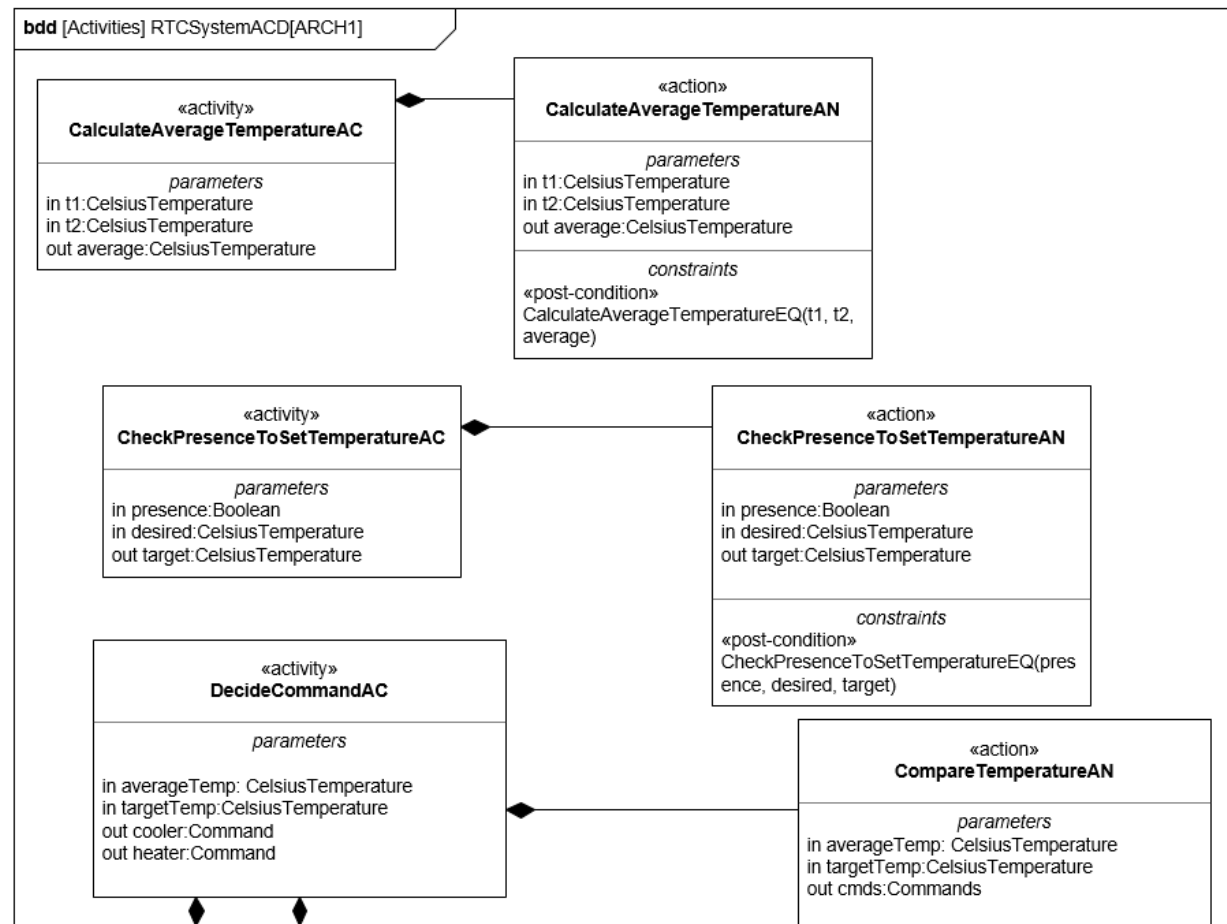 bdd [Activities] RTCSystemACD[ARCH1]
«activity»
CalculateAverageTemperatureAC
parameters
in t1:CelsiusTemperature
in t2:CelsiusTemperature
out average:CelsiusTemperature
«action»
CalculateAverageTemperatureAN
parameters
in t1:CelsiusTemperature
in t2:CelsiusTemperature
out average:CelsiusTemperature
constraints
«post-condition»
CalculateAverageTemperatureEQ(t1, t2,
average)
«activity»
CheckPresenceToSetTemperatureAC
parameters
in presence:Boolean
in desired:CelsiusTemperature
out target:CelsiusTemperature
«action»
CheckPresenceToSetTemperatureAN
parameters
in presence:Boolean
in desired:CelsiusTemperature
out target:CelsiusTemperature
constraints
«post-condition»
CheckPresenceToSetTemperatureEQ(pres
ence, desired, target)
«activity»
DecideCommandAC
parameters
in averageTemp: CelsiusTemperature
in targetTemp:CelsiusTemperature
out cooler:Command
out heater:Command
«action»
CompareTemperatureAN
parameters
in averageTemp: CelsiusTemperature
in targetTemp:CelsiusTemperature
out cmds:Commands